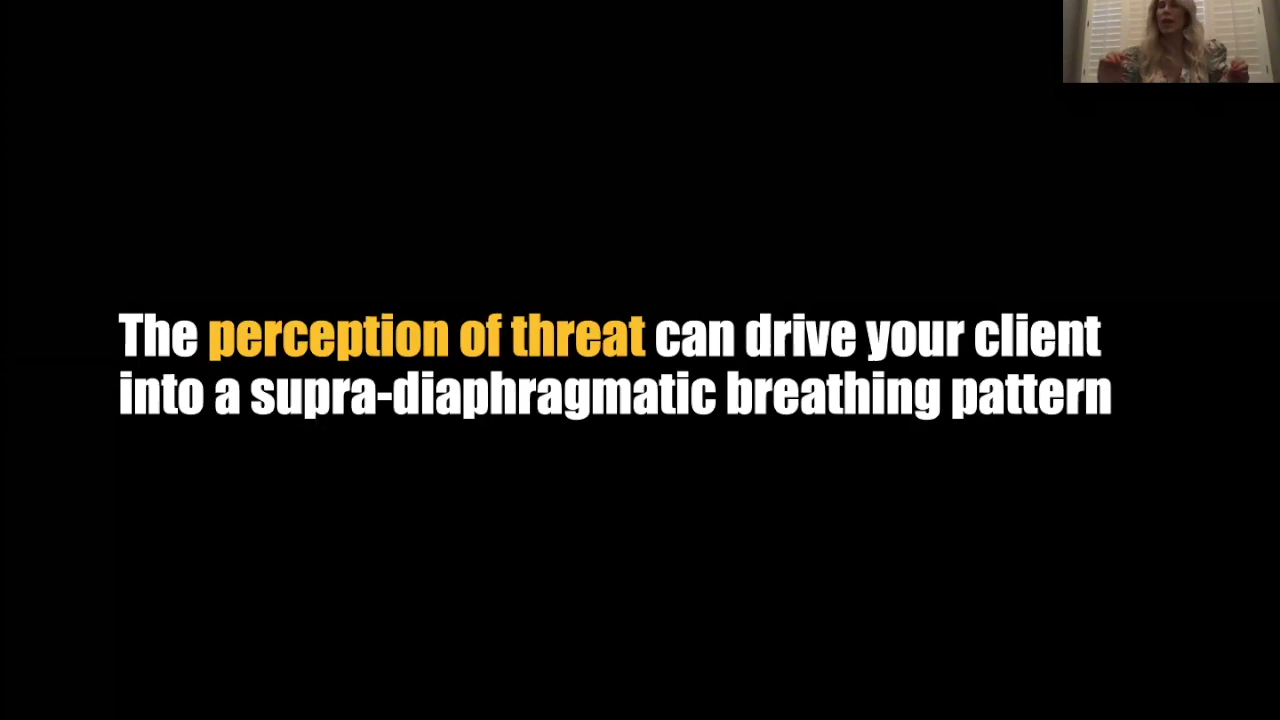 The perception of threat can drive your client
into a supra-diaphragmatic breathing pattern